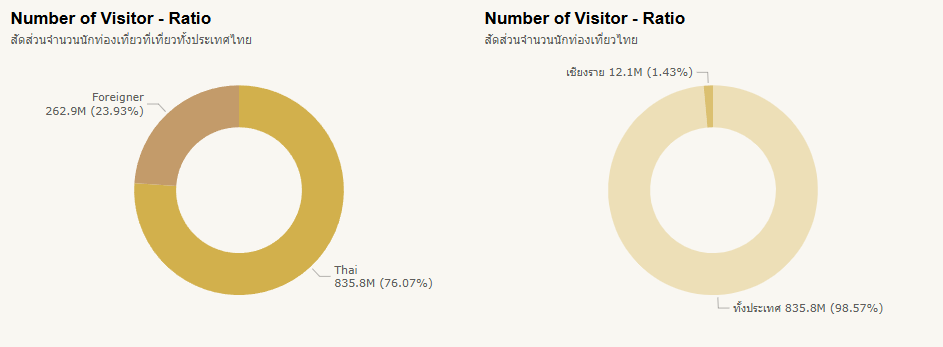 Number of Visitor - Ratio
สัดส่วนจำนวนนักท่องเที่ยวที่เที่ยวทั้งประเทศไทย
Foreigner
262.9M (23.93%)
Thai
835.8M (76.07%)
Number of Visitor - Ratio
สัดส่วนจำนวนนักท่องเที่ยวไทย
เชียงราย 12.1M (1.43%)
ทั้งประเทศ 835.8M (98.57%)